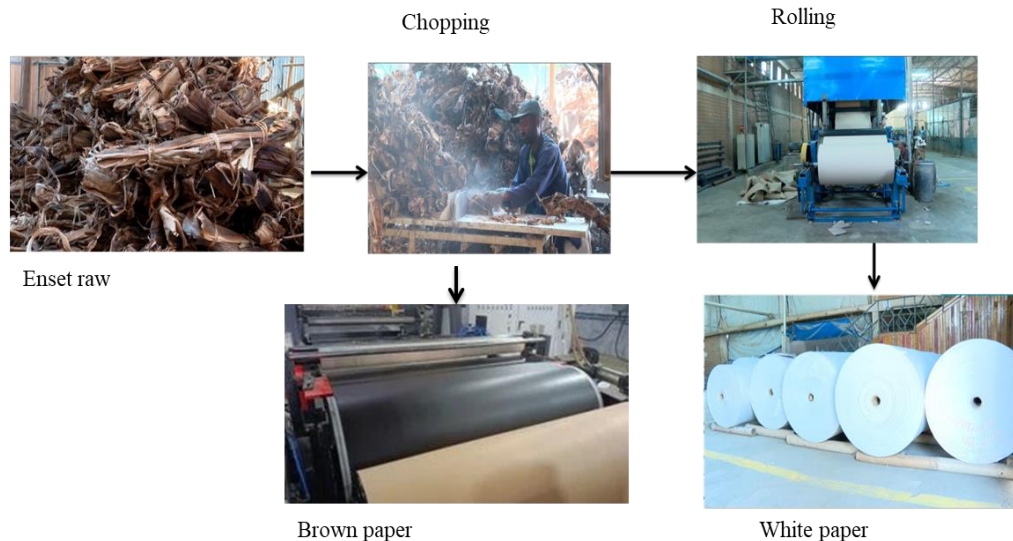 Chopping
Rolling
Enset raw
Brown paper
White paper